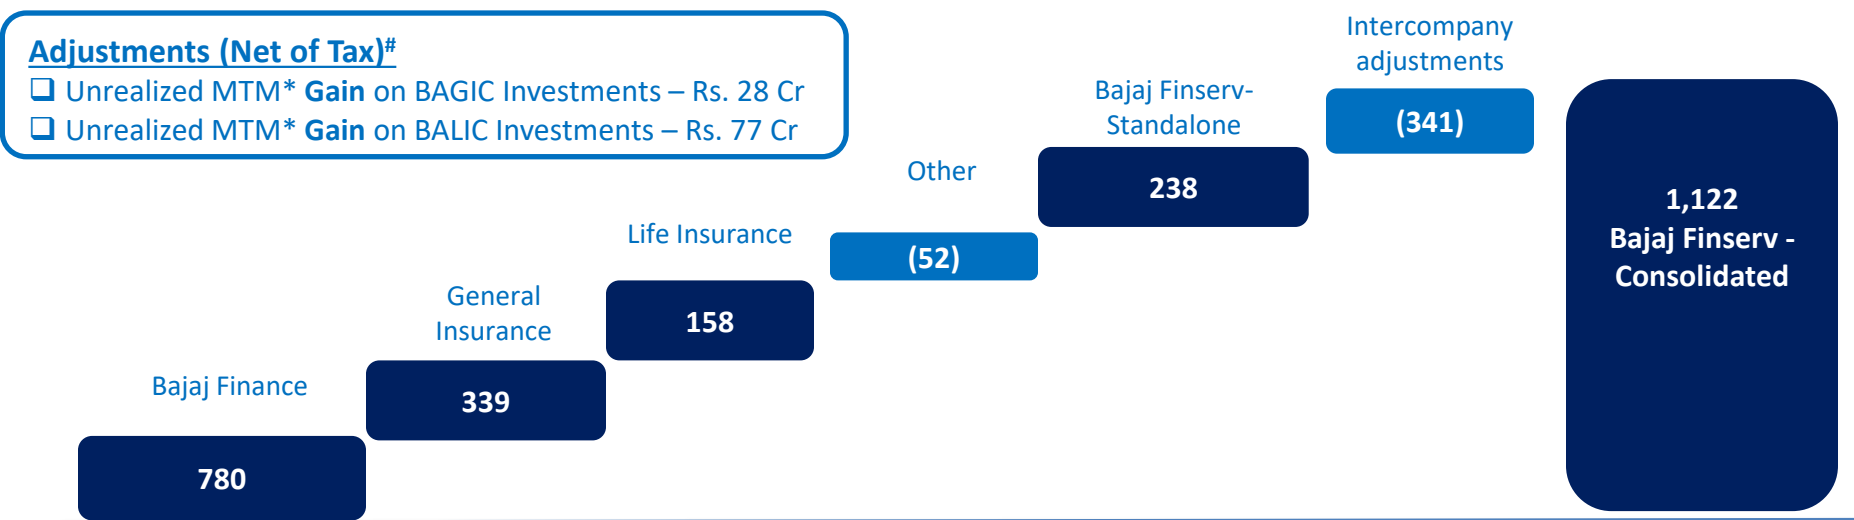 Adjustments (Net of Tax)#
❑ Unrealized MTM* Gain on BAGIC Investments – Rs. 28 Cr
❑ Unrealized MTM* Gain on BALIC Investments – Rs. 77 Cr
Bajaj Finance
780
General
Insurance
339
Life Insurance
158
Other
(52)
Bajaj Finserv-
Standalone
238
Intercompany
adjustments
(341)
1,122
Bajaj Finserv -
Consolidated